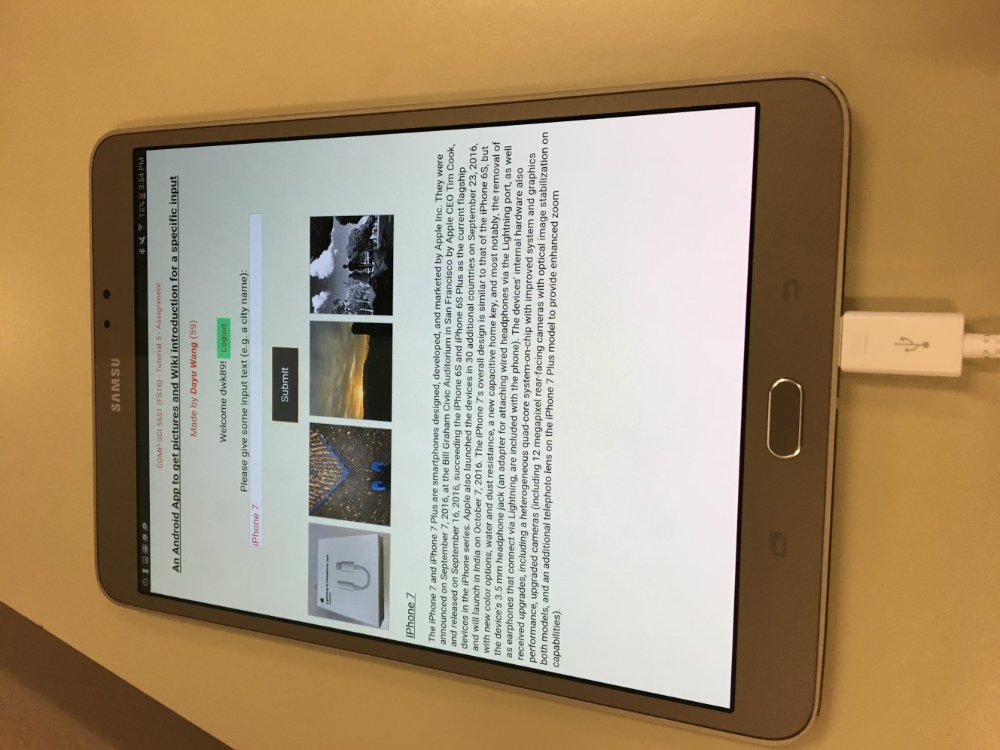 SAMSU
12% 3:54 PM
COMP-SCI 5551 (FS16) - Tutorial 5 - Assignment
An Android App to get pictures and Wiki introduction for a specific input
Made by Dayu Wang (59)
Welcome dwk89! Logout
Please give some input text (e.g. a city name):
iPhone 7
Submit
Lightning to Headphone Jack
IPhone 7
The iPhone 7 and iPhone 7 Plus are smartphones designed, developed, and marketed by Apple Inc. They were
announced on September 7, 2016, at the Bill Graham Civic Auditorium in San Francisco by Apple CEO Tim Cook,
and released on September 16, 2016, succeeding the iPhone 6S and iPhone 6S Plus as the current flagship
devices in the iPhone series. Apple also launched the devices in 30 additional countries on September 23, 2016,
and will launch in India on October 7, 2016. The iPhone 7's overall design is similar to that of the iPhone 6S, but
with new color options, water and dust resistance, a new capacitive home key, and most notably, the removal of
the device's 3.5 mm headphone jack (an adapter for attaching wired headphones via the Lightning port, as well
as earphones that connect via Lightning, are included with the phone). The devices' internal hardware also
received upgrades, including a heterogeneous quad-core system-on-chip with improved system and graphics
performance, upgraded cameras (including 12 megapixel rear-facing cameras with optical image stabilization on
both models, and an additional telephoto lens on the iPhone 7 Plus model to provide enhanced zoom
capabilities).